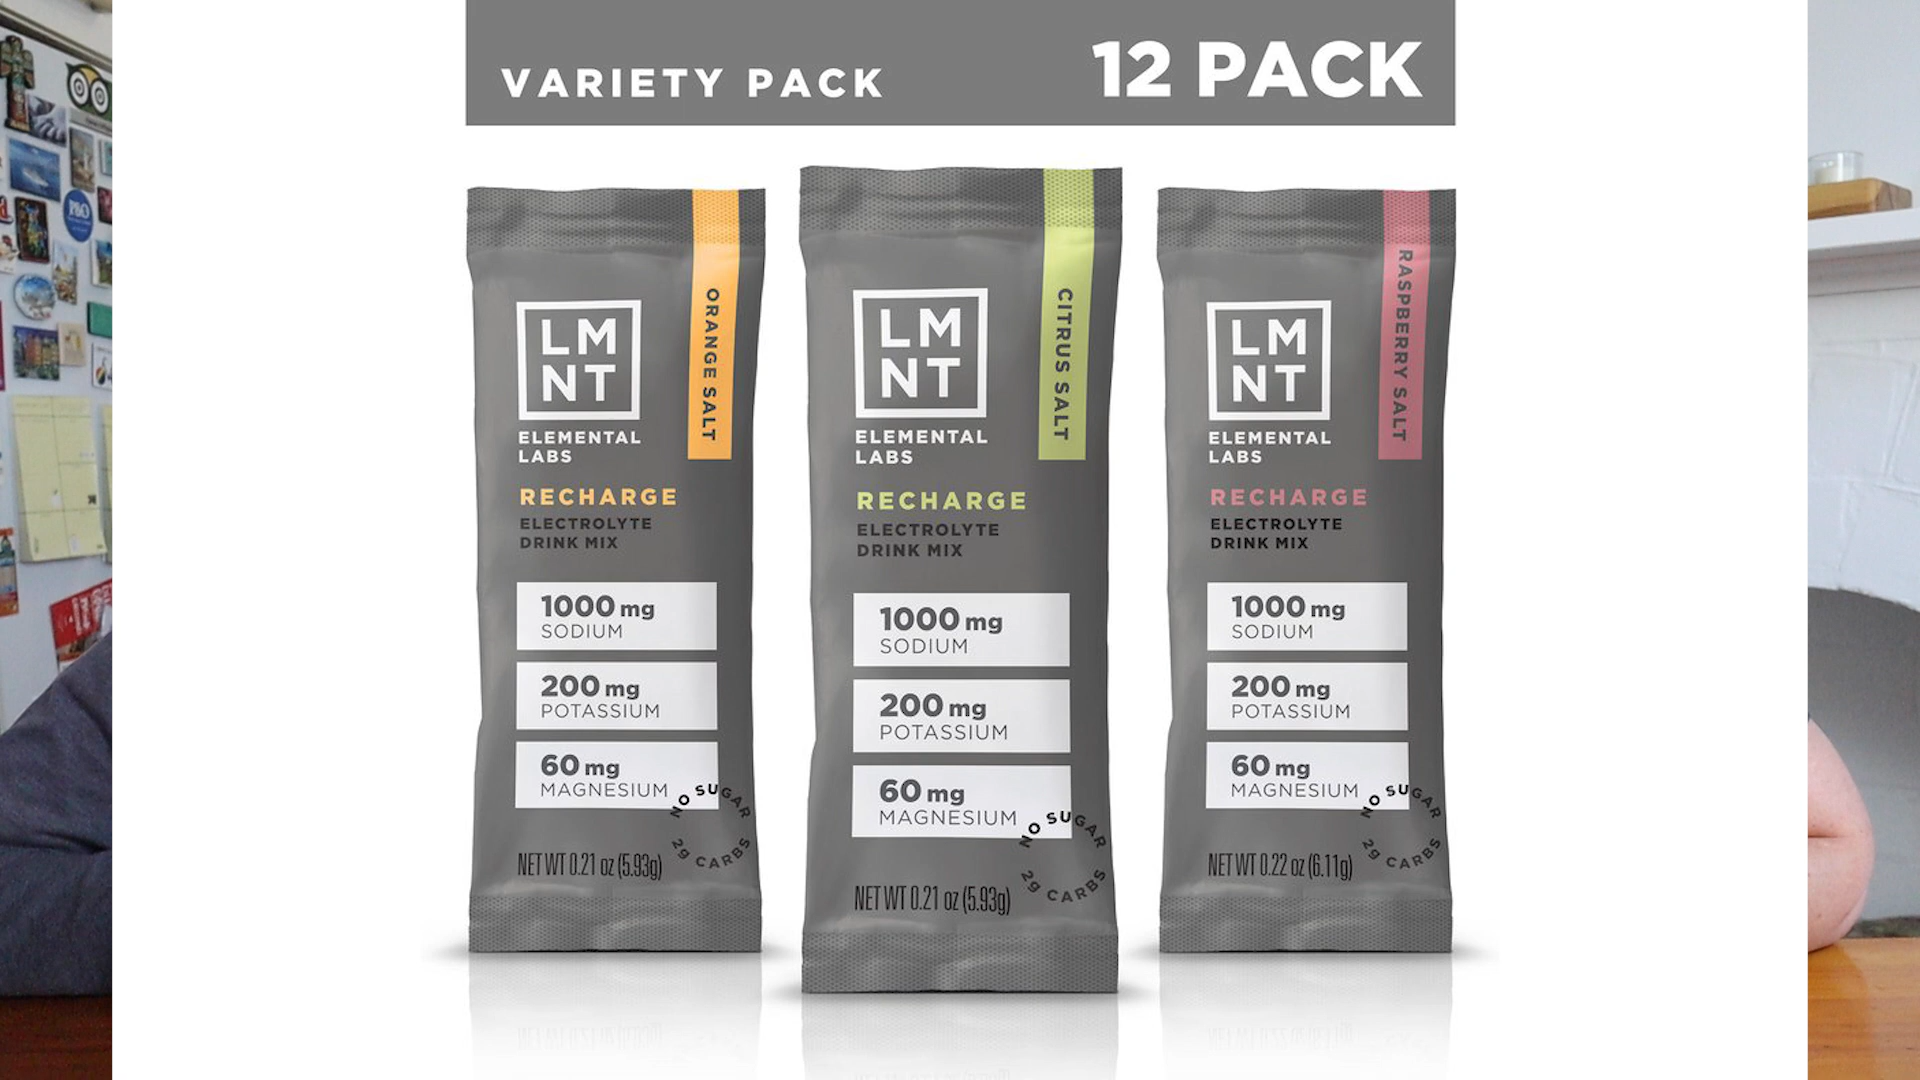 VARIETY PACK
12 PACK
ORANGE SALT
LM
NT
ELEMENTAL
LABS
RECHARGE
ELECTROLYTE
DRINK MIX
1000 mg
SODIUM
200 mg
POTASSIUM
60 mg
MAGNESIUM
NO SUGAR
2g CARBS
NET WT 0.21 oz (5.93g)
CITRUS SALT
LM
NT
ELEMENTAL
LABS
RECHARGE
ELECTROLYTE
DRINK MIX
1000 mg
SODIUM
200 mg
POTASSIUM
60 mg
MAGNESIUM
NO SUGAR
2g CARBS
NET WT 0.21 oz (5.93g)
RASPBERRY SALT
LM
NT
ELEMENTAL
LABS
RECHARGE
ELECTROLYTE
DRINK MIX
1000 mg
SODIUM
200 mg
POTASSIUM
60 mg
MAGNESIUM
NO SUGAR
2g CARBS
NET WT 0.22 oz (6.11g)
P&O